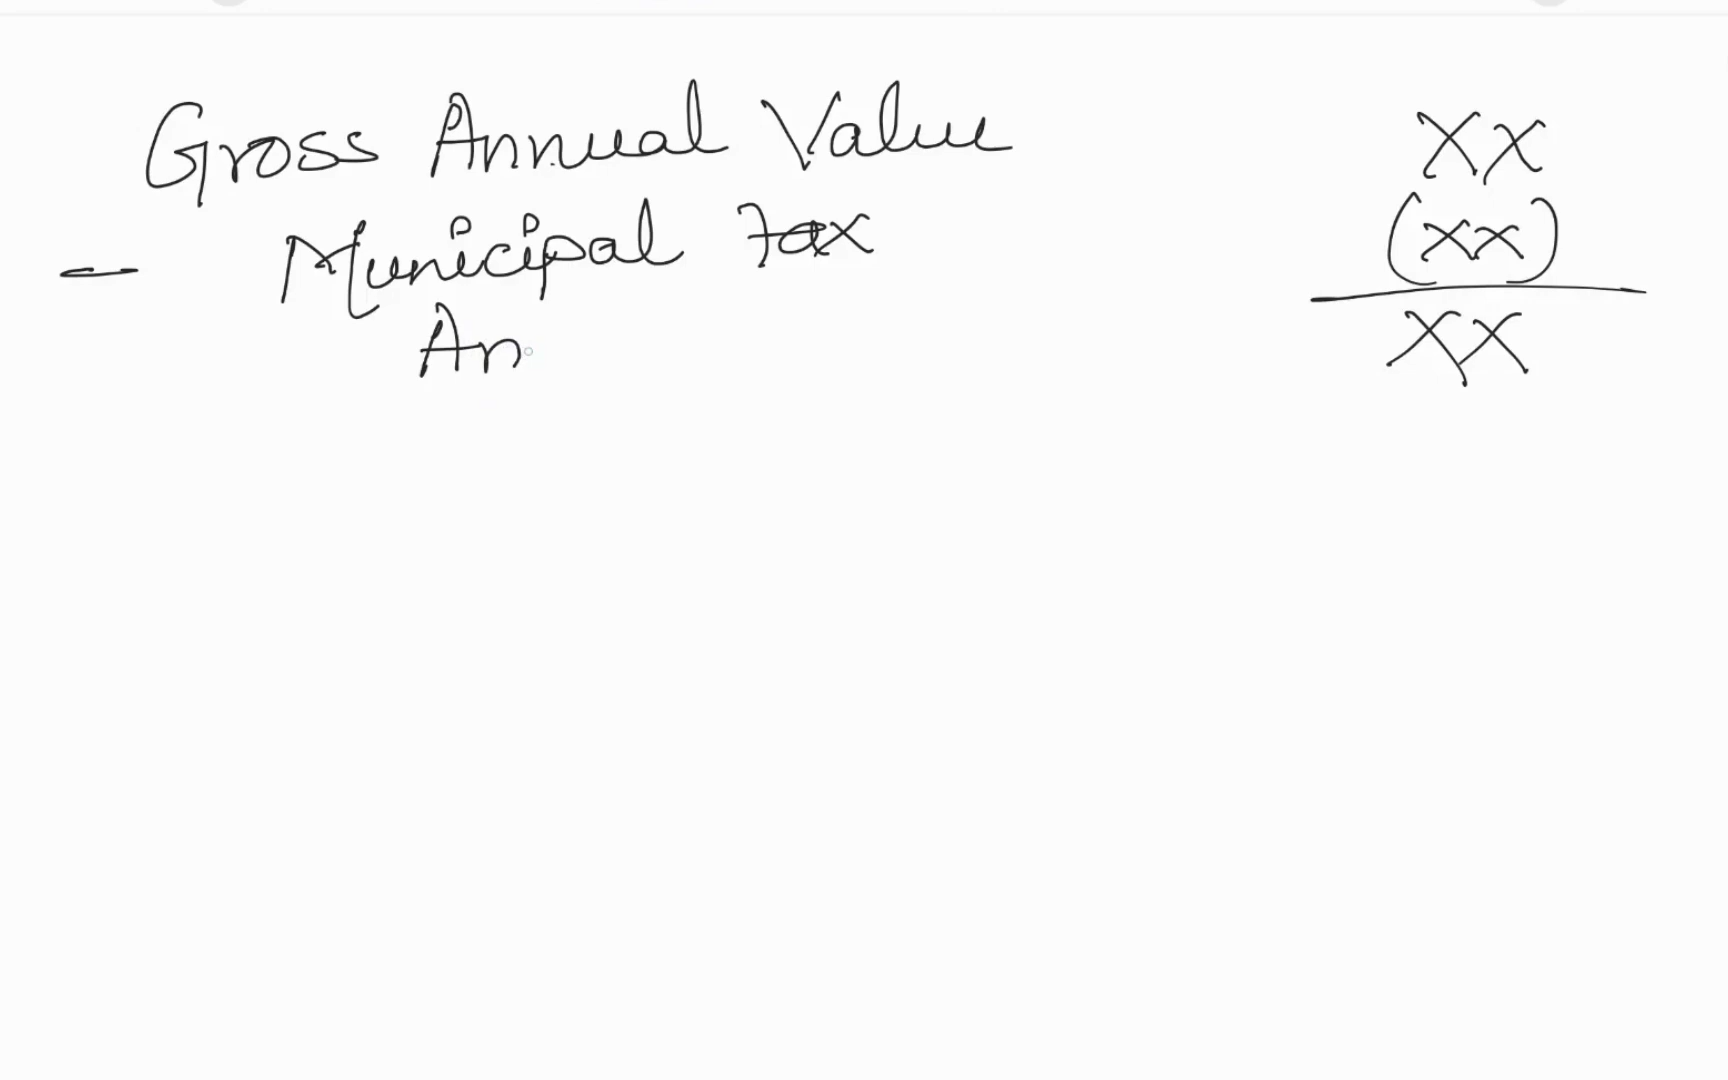 Gross Annual Value XX
— Municipal tax (XX)
An XX